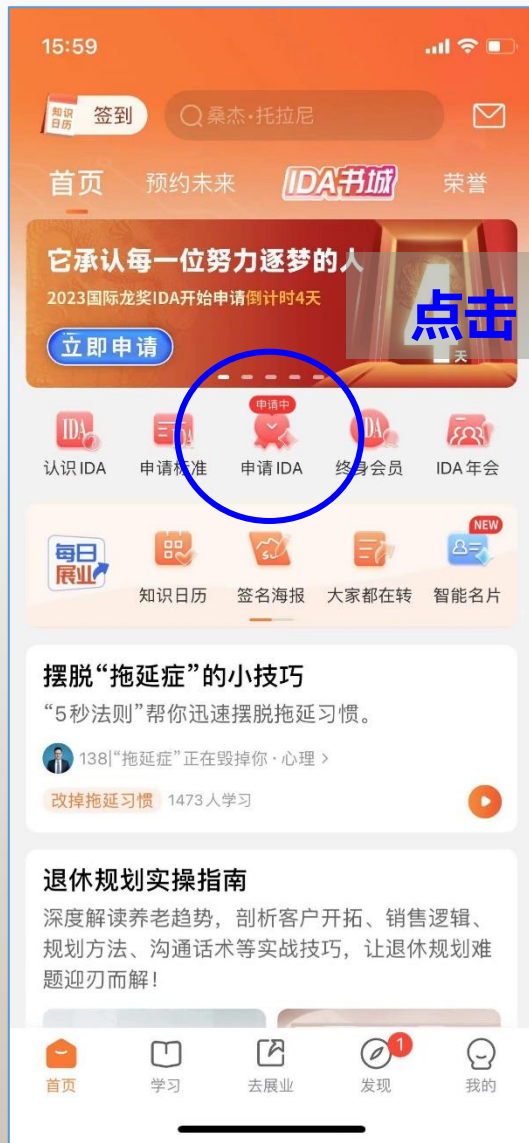 15:59
知识日历 签到 桑杰·托拉尼
首页 预约未来 IDA书城 荣誉
它承认每一位努力逐梦的人
2023国际龙奖IDA开始申请倒计时4天
立即申请
4
天
点击
申请中
认识IDA 申请标准 申请IDA 终身会员 IDA年会
每日展业
NEW
知识日历 签名海报 大家都在转 智能名片
摆脱“拖延症”的小技巧
“5秒法则”帮你迅速摆脱拖延习惯。
138|“拖延症”正在毁掉你·心理 >
改掉拖延习惯 1473人学习
退休规划实操指南
深度解读养老趋势，剖析客户开拓、销售逻辑、
规划方法、沟通话术等实战技巧，让退休规划难
题迎刃而解！
1
首页 学习 去展业 发现 我的